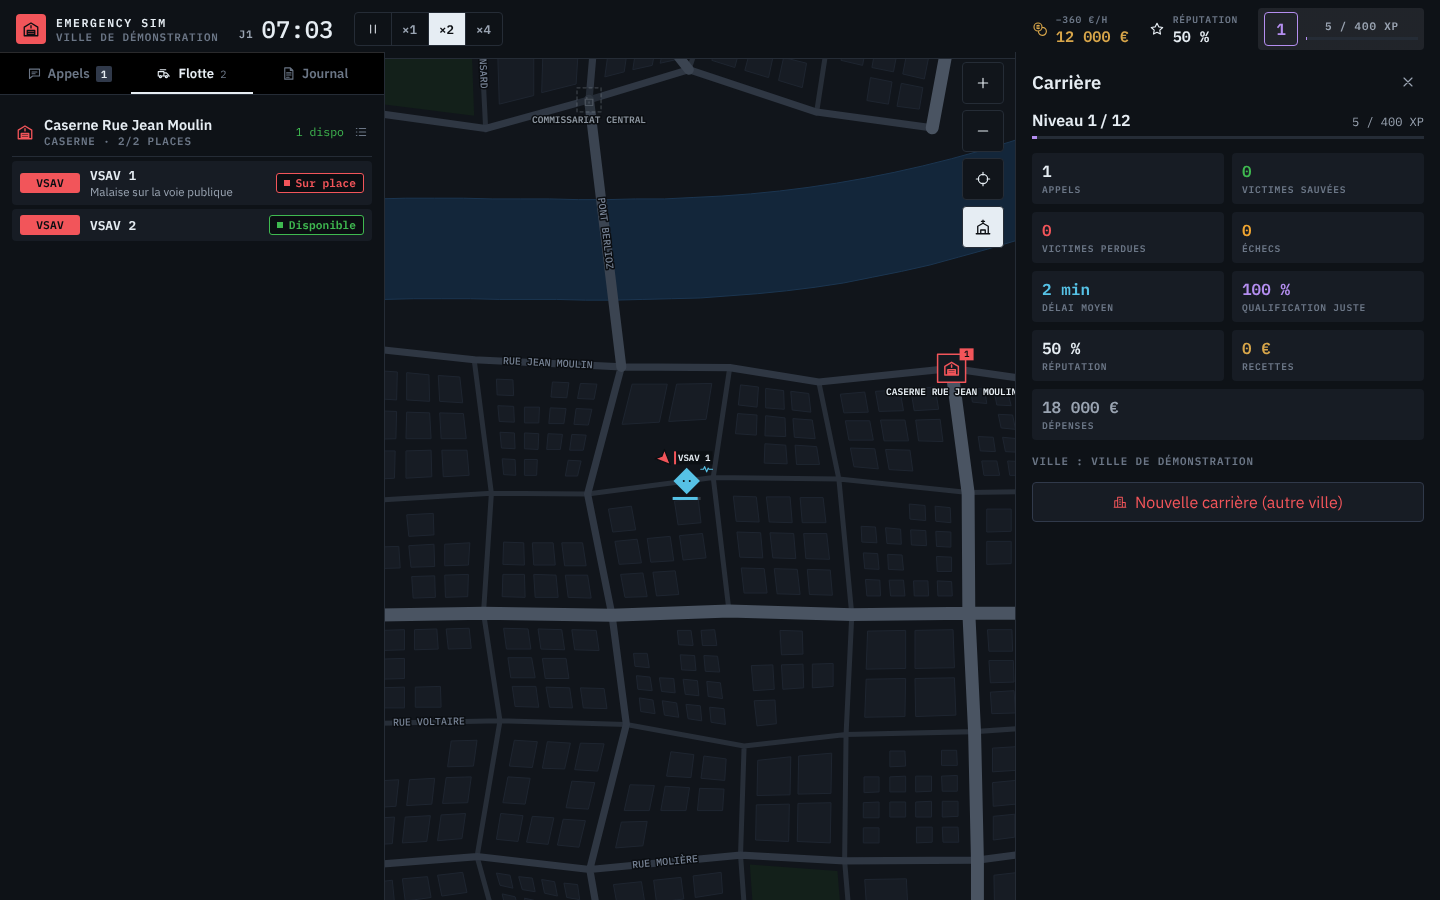 EMERGENCY SIM
VILLE DE DÉMONSTRATION
J1 07:03
×1
×2
×4
−360 €/H
12 000 €
RÉPUTATION
50 %
1
5 / 400 XP
Appels 1
Flotte 2
Journal
Caserne Rue Jean Moulin
CASERNE · 2/2 PLACES
1 dispo
VSAV
VSAV 1
Malaise sur la voie publique
Sur place
VSAV
VSAV 2
Disponible
NSARD
COMMISSARIAT CENTRAL
PONT BERLIOZ
RUE JEAN MOULIN
1
CASERNE RUE JEAN MOULIN
VSAV 1
RUE VOLTAIRE
RUE MOLIÈRE
Carrière
Niveau 1 / 12
5 / 400 XP
1
APPELS
0
VICTIMES SAUVÉES
0
VICTIMES PERDUES
0
ÉCHECS
2 min
DÉLAI MOYEN
100 %
QUALIFICATION JUSTE
50 %
RÉPUTATION
0 €
RECETTES
18 000 €
DÉPENSES
VILLE : VILLE DE DÉMONSTRATION
Nouvelle carrière (autre ville)